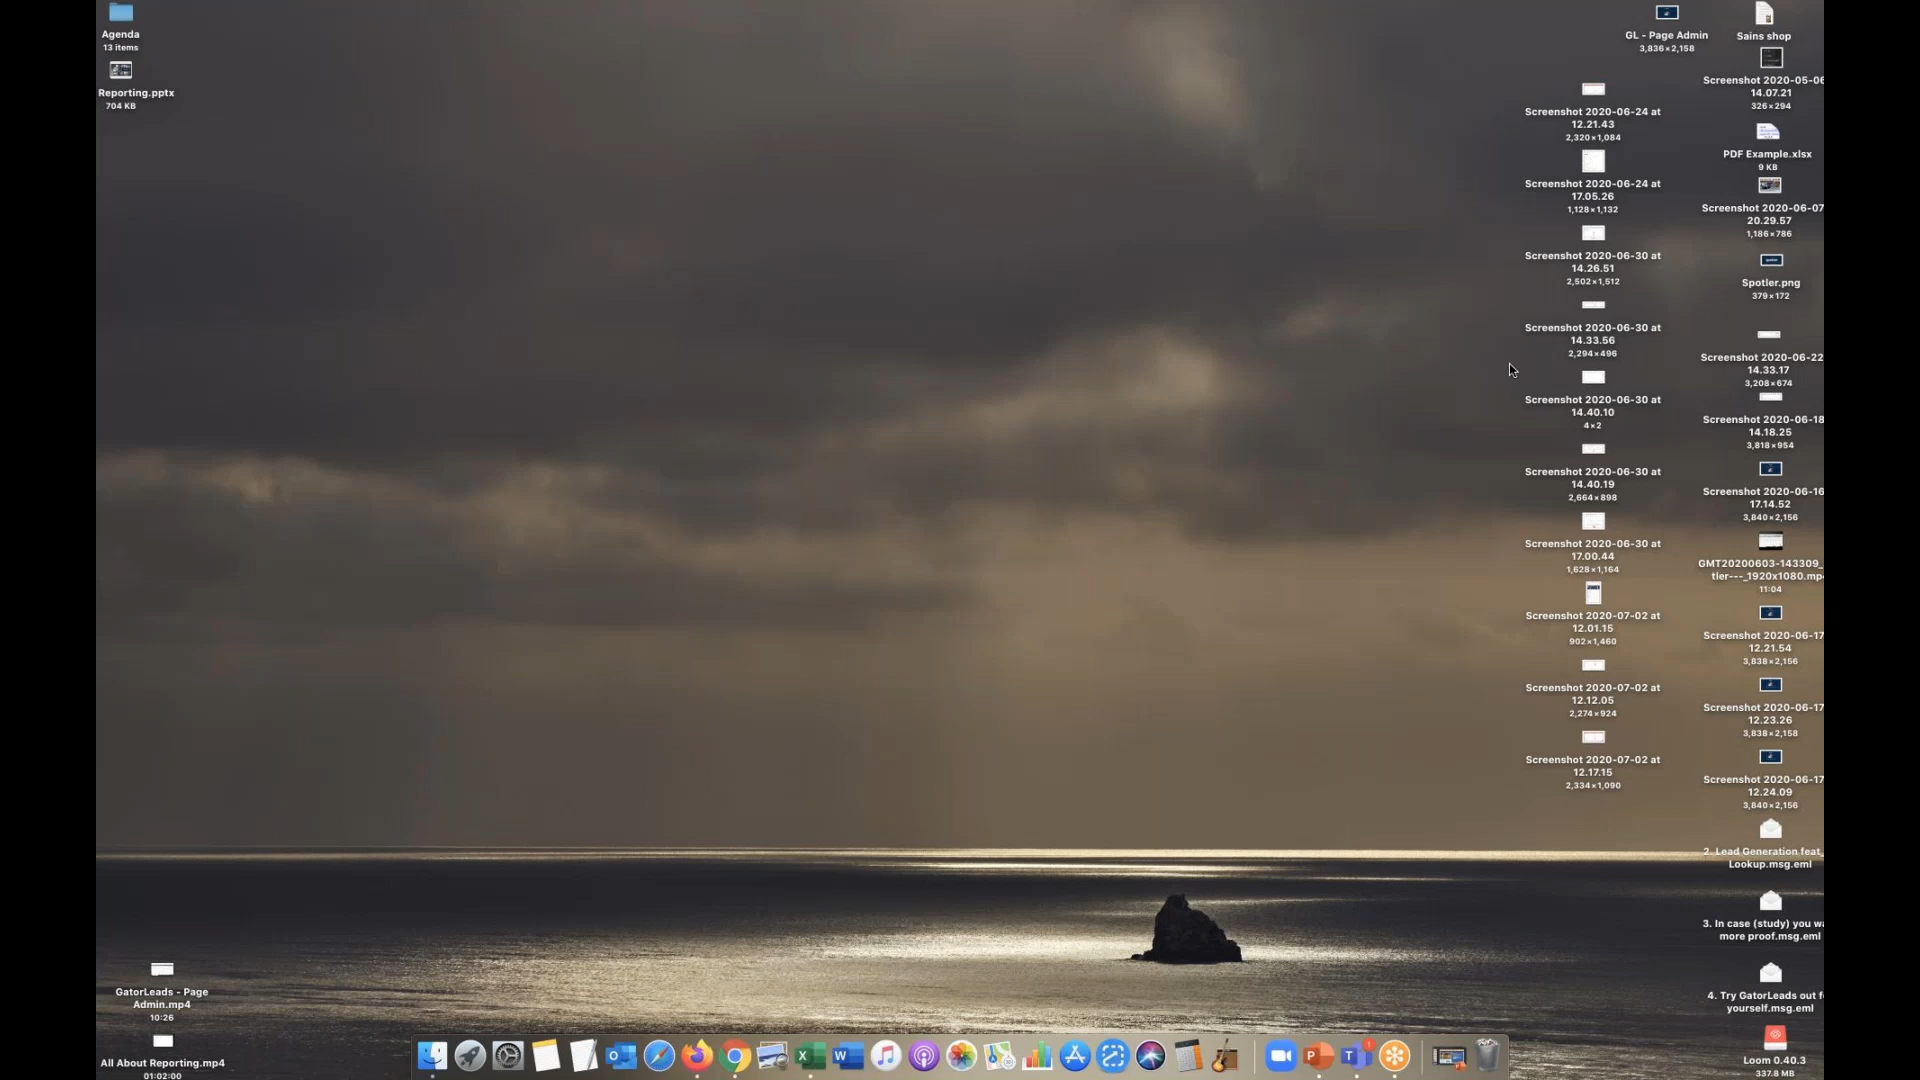 Agenda
13 items
Reporting.pptx
704 KB
GL - Page Admin
3,836×2,158
Sains shop
Screenshot 2020-06-24 at
12.21.43
2,320×1,084
Screenshot 2020-06-24 at
17.05.26
1,128×1,132
Screenshot 2020-06-30 at
14.26.51
2,502×1,512
Screenshot 2020-06-30 at
14.33.56
2,294×496
Screenshot 2020-06-30 at
14.40.10
4×2
Screenshot 2020-06-30 at
14.40.19
2,664×898
Screenshot 2020-06-30 at
17.00.44
1,628×1,164
Screenshot 2020-07-02 at
12.01.15
902×1,460
Screenshot 2020-07-02 at
12.12.05
2,274×924
Screenshot 2020-07-02 at
12.17.15
2,334×1,090
Screenshot 2020-05-06
14.07.21
326×294
PDF Example.xlsx
9 KB
Screenshot 2020-06-07
20.29.57
1,186×786
Spotler.png
379×172
Screenshot 2020-06-22
14.33.17
3,208×674
Screenshot 2020-06-18
14.18.25
3,818×954
Screenshot 2020-06-16
17.14.52
3,840×2,156
GMT20200603-143309_
tier---_1920x1080.mp4
11:04
Screenshot 2020-06-17
12.21.54
3,838×2,156
Screenshot 2020-06-17
12.23.26
3,838×2,158
Screenshot 2020-06-17
12.24.09
3,840×2,156
2. Lead Generation feat_
Lookup.msg.eml
3. In case (study) you wa
more proof.msg.eml
4. Try GatorLeads out f
yourself.msg.eml
Loom 0.40.3
337.8 MB
GatorLeads - Page
Admin.mp4
10:26
All About Reporting.mp4
01:02:00